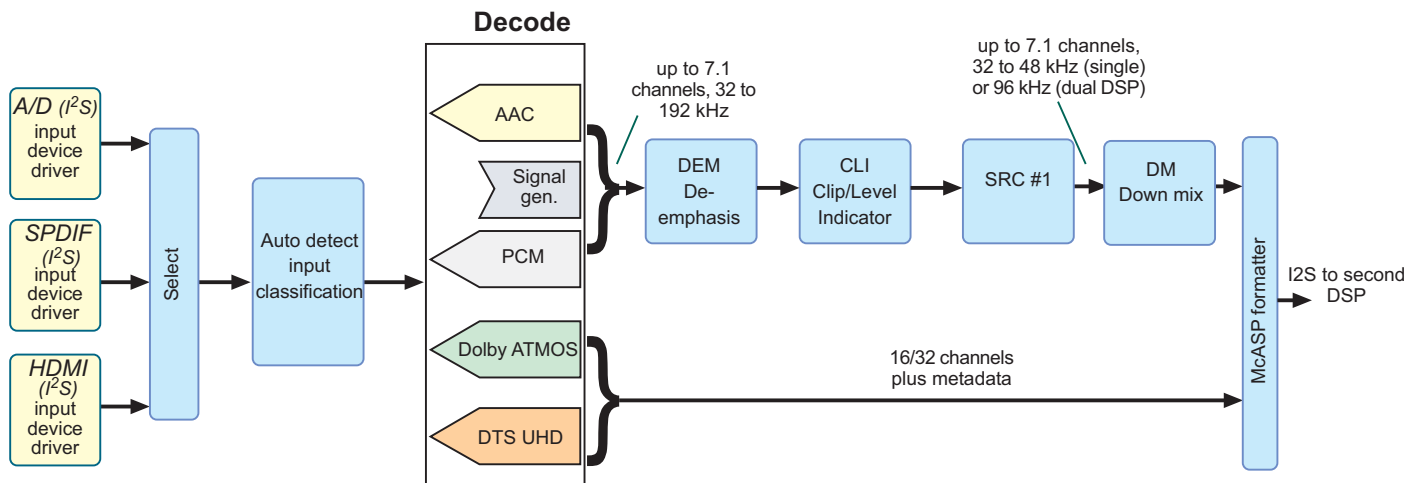 Decode
A/D (I²S)
input
device
driver
SPDIF
(I²S)
input
device
driver
HDMI
(I²S)
input
device
driver
Select
Auto detect
input
classification
AAC
Signal
gen.
PCM
Dolby ATMOS
DTS UHD
up to 7.1
channels, 32 to
192 kHz
DEM
De-
emphasis
CLI
Clip/Level
Indicator
SRC #1
up to 7.1 channels,
32 to 48 kHz (single)
or 96 kHz (dual DSP)
DM
Down mix
16/32 channels
plus metadata
McASP formatter
I2S to second
DSP